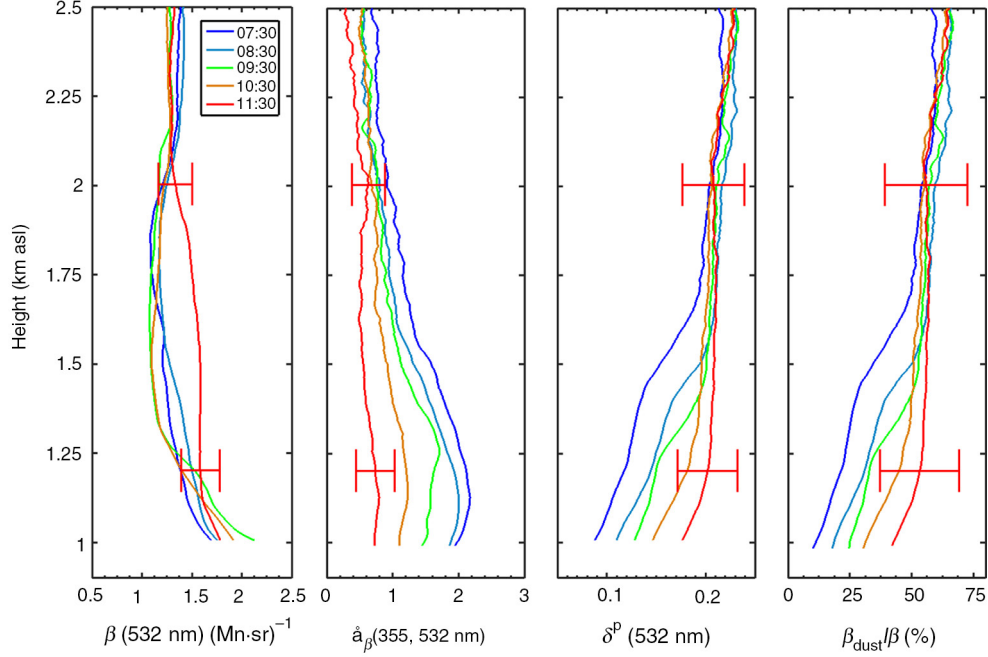 2.5
2.25
2
1.75
1.5
1.25
1
Height (km asl)
07:30
08:30
09:30
10:30
11:30
0.5 1 1.5 2 2.5
0 1 2 3
0.1 0.2
0 25 50 75
β (532 nm) (Mn·sr)⁻¹
å_β(355, 532 nm)
δᵖ (532 nm)
β_dust/β (%)